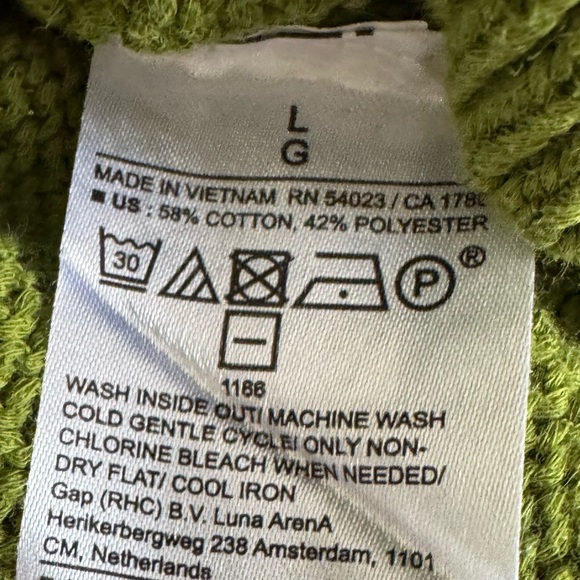 L
G
MADE IN VIETNAM RN 54023 / CA 178
US : 58% COTTON, 42% POLYESTER
30 P ®
1186
WASH INSIDE OUT/ MACHINE WASH
COLD GENTLE CYCLE/ ONLY NON-
CHLORINE BLEACH WHEN NEEDED/
DRY FLAT/ COOL IRON
Gap (RHC) B.V. Luna ArenA
Herikerbergweg 238 Amsterdam, 1101
CM, Netherlands